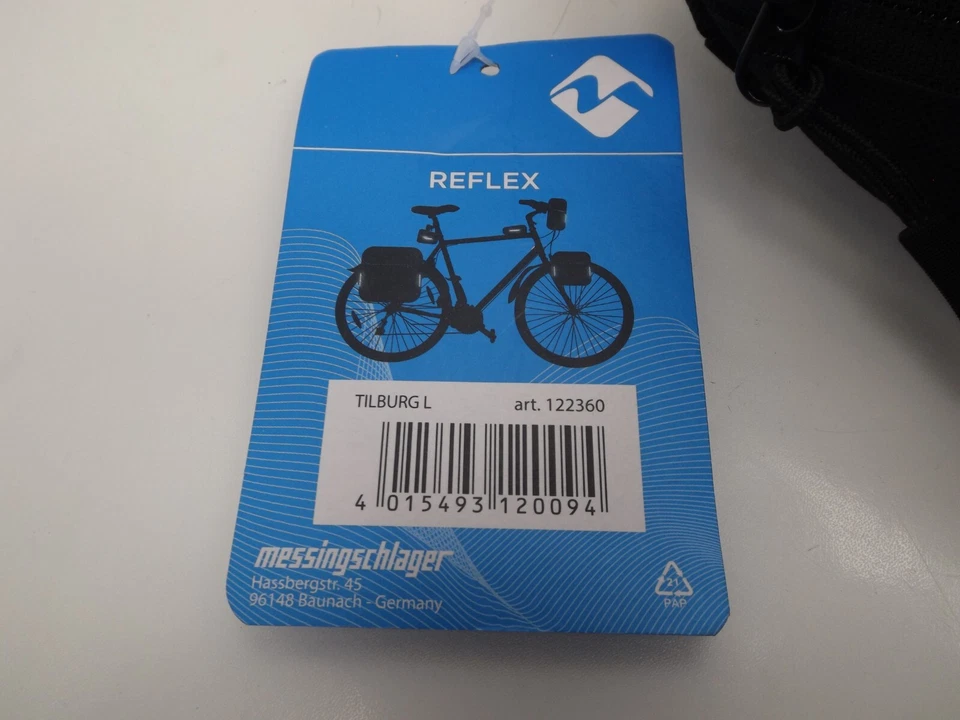 REFLEX
TILBURG L art. 122360
4 015493 120094
messingschlager
Hassbergstr. 45
96148 Baunach - Germany
21
PAP